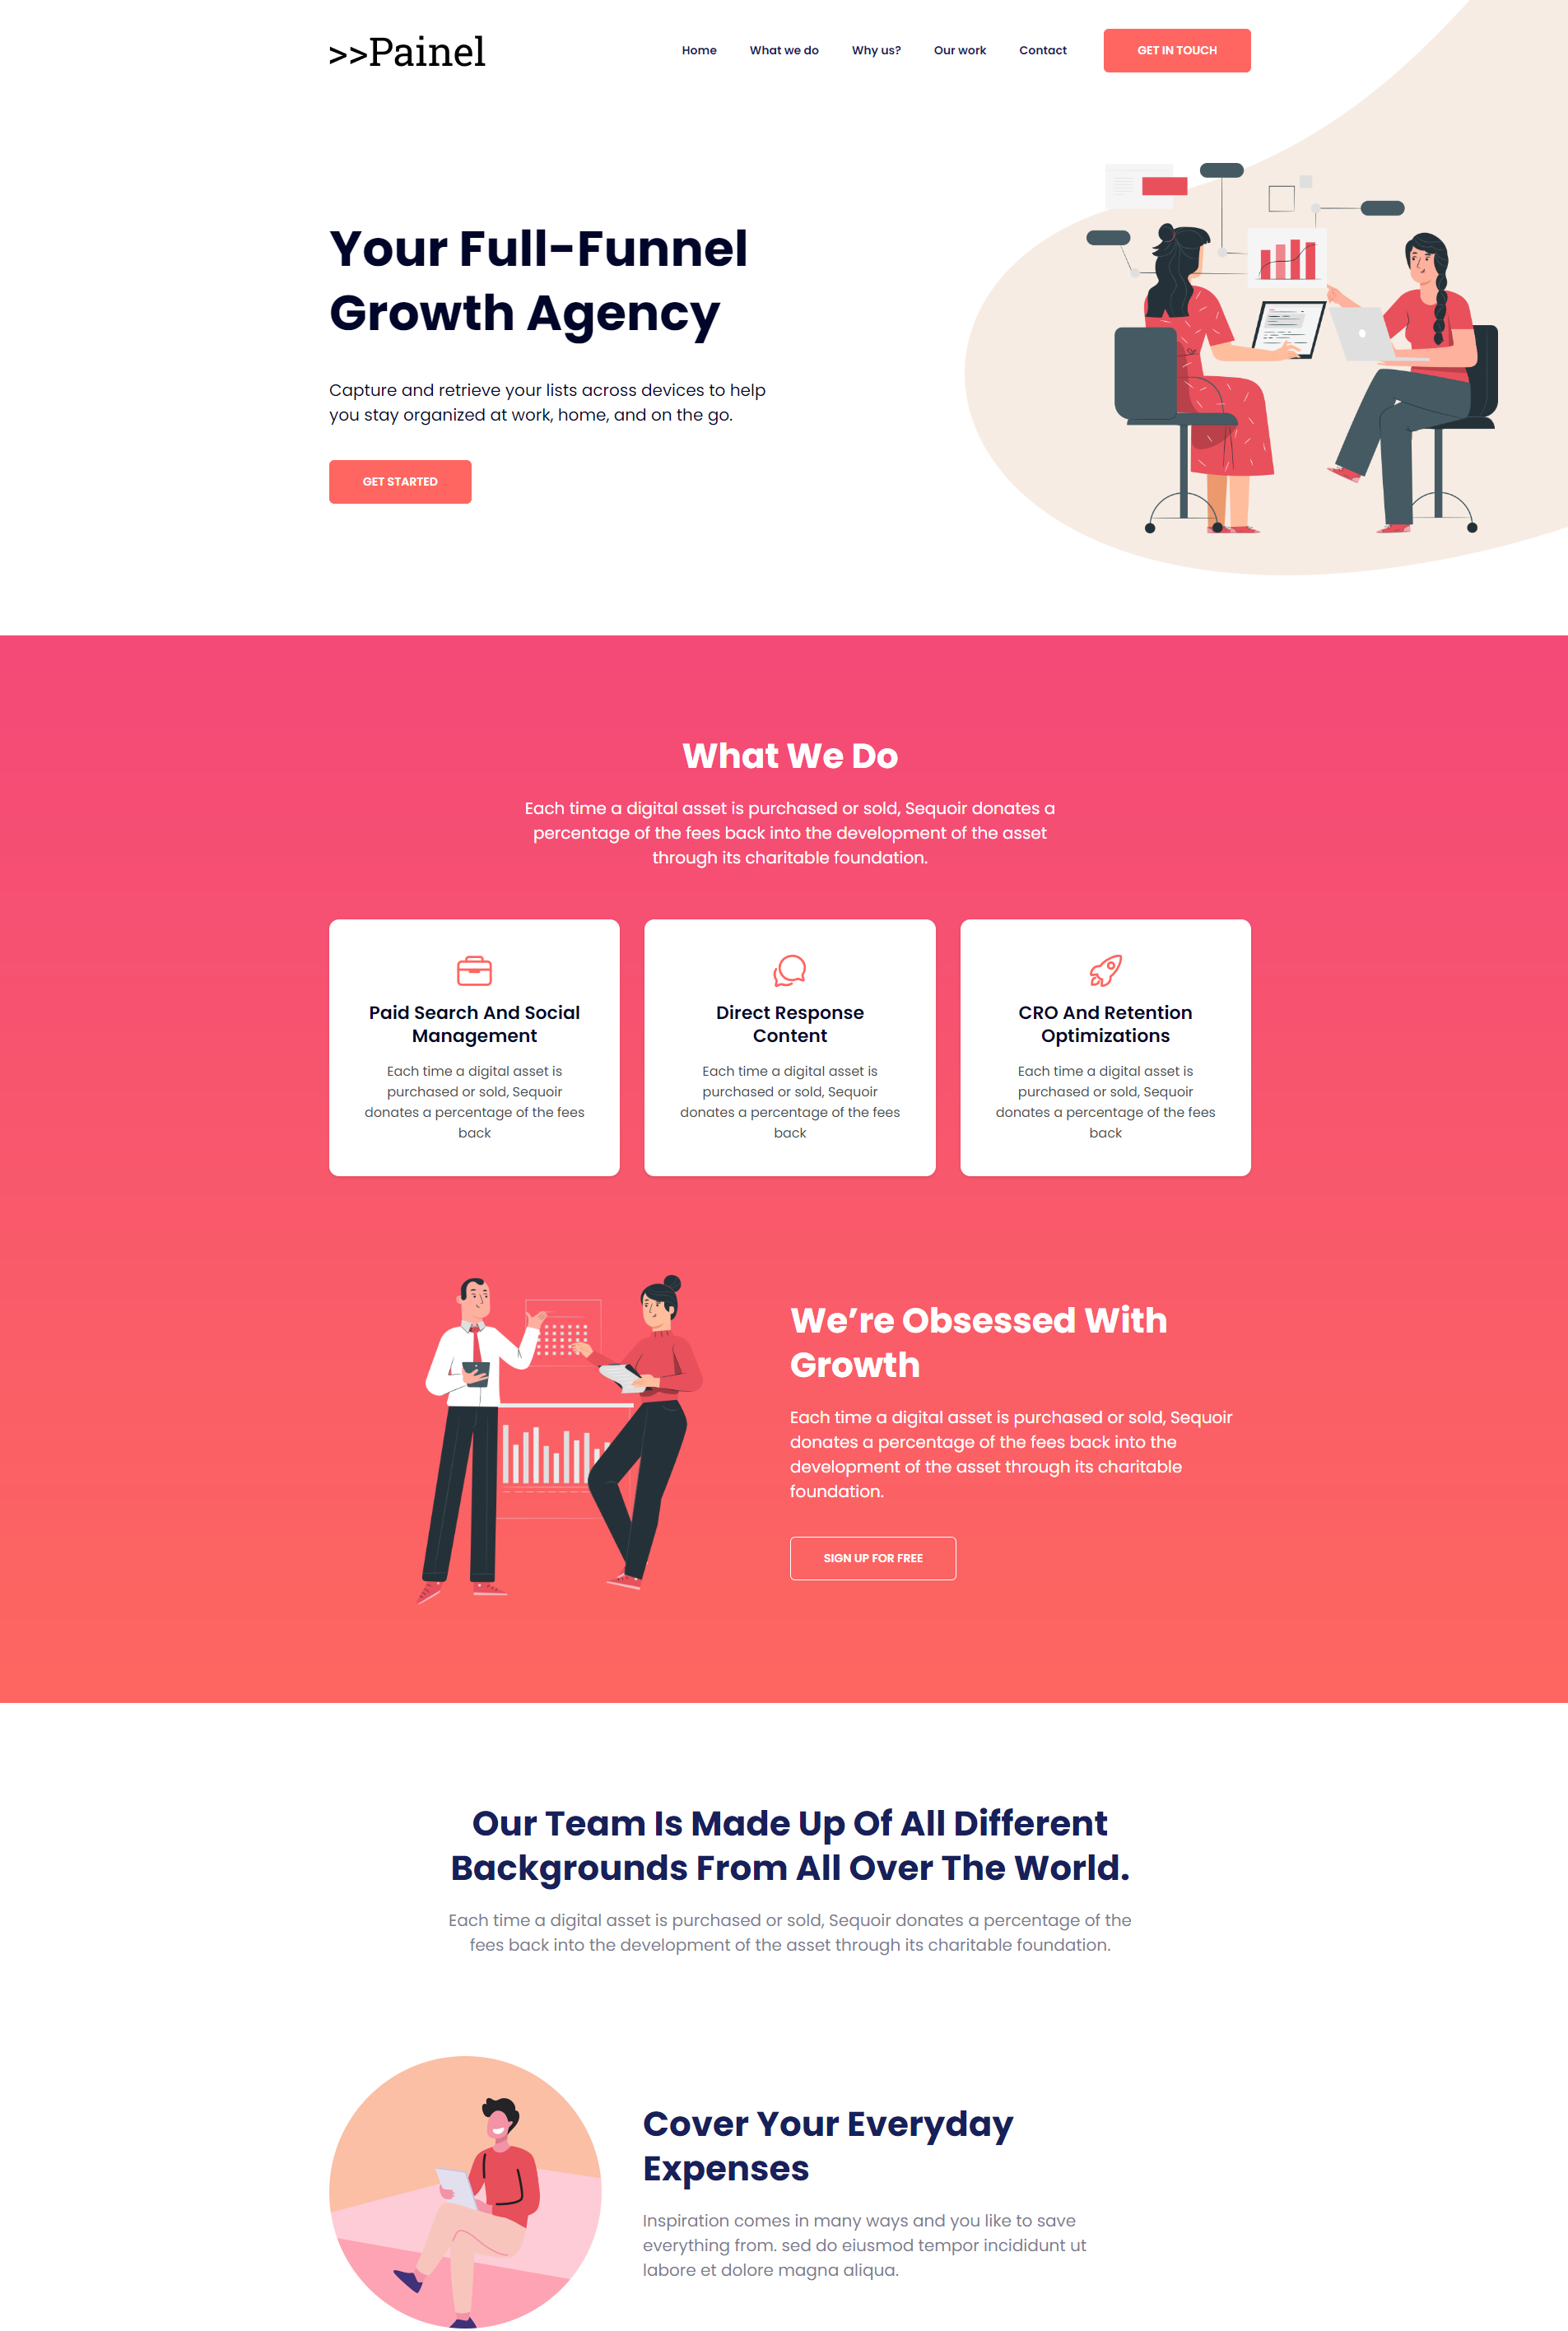 >>Painel
Home
What we do
Why us?
Our work
Contact
GET IN TOUCH
Your Full-Funnel
Growth Agency
Capture and retrieve your lists across devices to help
you stay organized at work, home, and on the go.
GET STARTED
What We Do
Each time a digital asset is purchased or sold, Sequoir donates a
percentage of the fees back into the development of the asset
through its charitable foundation.
Paid Search And Social
Management
Each time a digital asset is
purchased or sold, Sequoir
donates a percentage of the fees
back
Direct Response
Content
Each time a digital asset is
purchased or sold, Sequoir
donates a percentage of the fees
back
CRO And Retention
Optimizations
Each time a digital asset is
purchased or sold, Sequoir
donates a percentage of the fees
back
We’re Obsessed With
Growth
Each time a digital asset is purchased or sold, Sequoir
donates a percentage of the fees back into the
development of the asset through its charitable
foundation.
SIGN UP FOR FREE
Our Team Is Made Up Of All Different
Backgrounds From All Over The World.
Each time a digital asset is purchased or sold, Sequoir donates a percentage of the
fees back into the development of the asset through its charitable foundation.
Cover Your Everyday
Expenses
Inspiration comes in many ways and you like to save
everything from. sed do eiusmod tempor incididunt ut
labore et dolore magna aliqua.